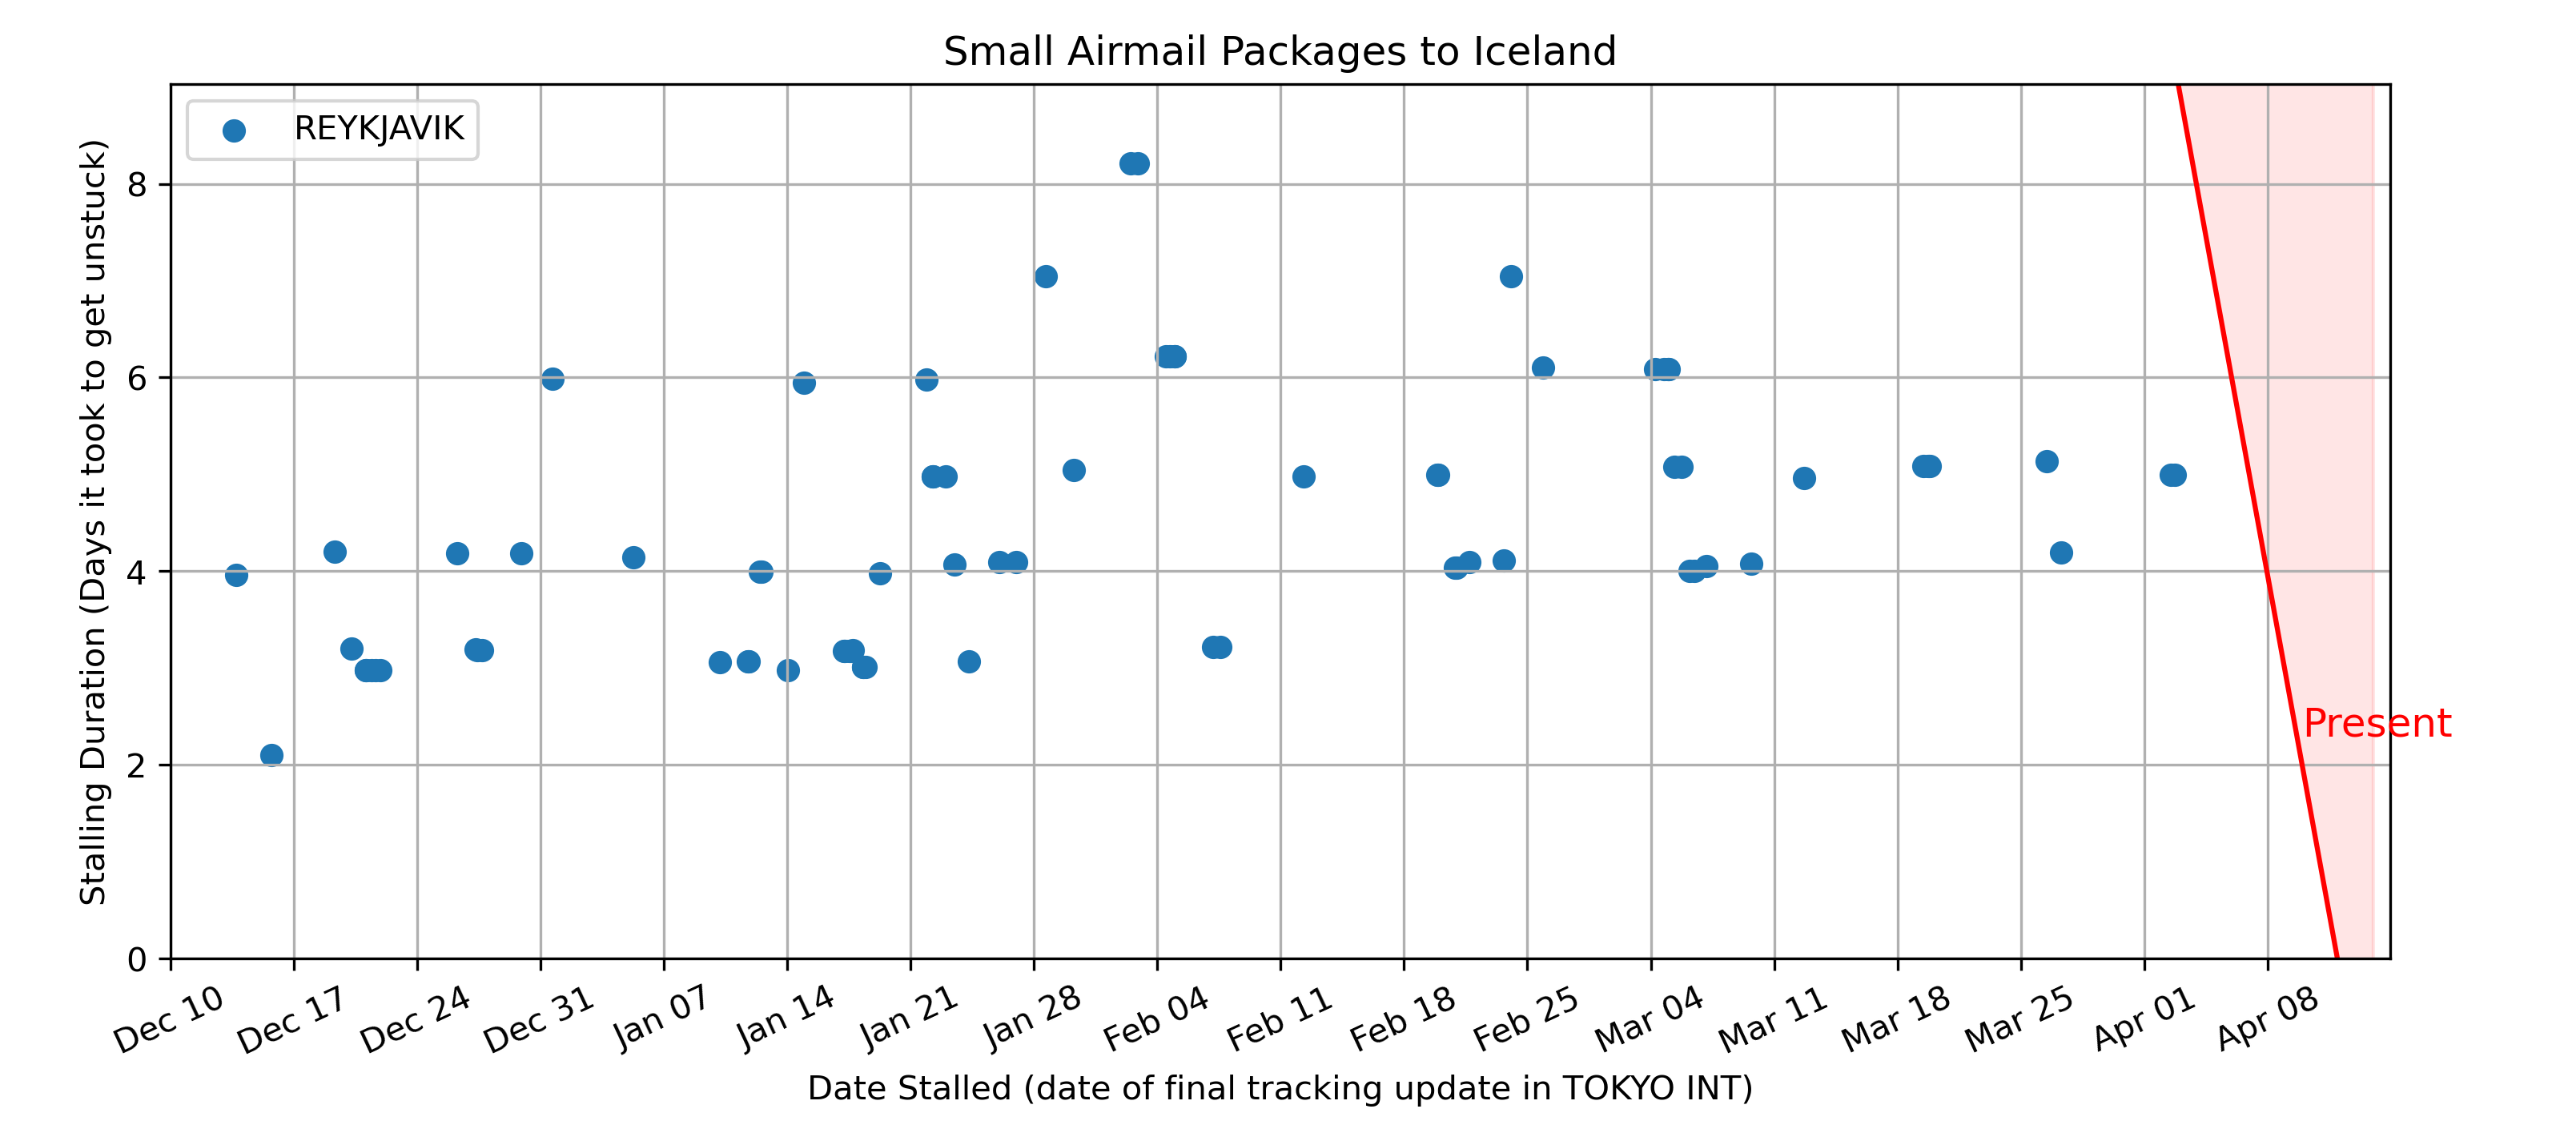 Small Airmail Packages to Iceland
REYKJAVIK
Stalling Duration (Days it took to get unstuck)
8
6
4
2
0
Present
Dec 10 Dec 17 Dec 24 Dec 31 Jan 07 Jan 14 Jan 21 Jan 28 Feb 04 Feb 11 Feb 18 Feb 25 Mar 04 Mar 11 Mar 18 Mar 25 Apr 01 Apr 08
Date Stalled (date of final tracking update in TOKYO INT)